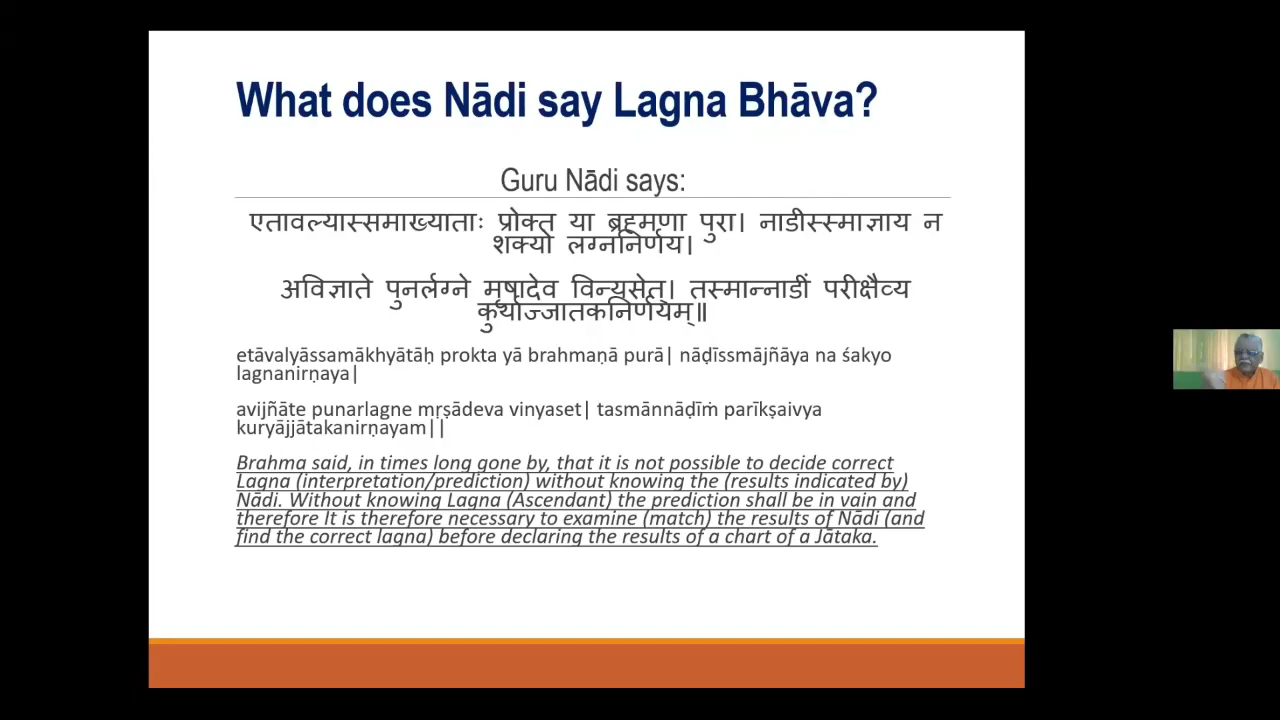 What does Nādi say Lagna Bhāva?
Guru Nādi says:
एतावल्यास्समाख्याताः प्रोक्त या ब्रह्मणा पुरा। नाडीस्स्माज्ञाय न
शक्यो लग्ननिर्णय।
अविज्ञाते पुनर्लग्ने मृषादेव विन्यसेत्। तस्मान्नाडीं परीक्षैव्य
कुर्याज्जातकनिर्णयम्॥
etāvalyāssamākhyātāḥ prokta yā brahmaṇā purā| nāḍīssmājñāya na śakyo
lagnanirṇaya|
avijñāte punarlagne mṛṣādeva vinyaset| tasmānnāḍīṁ parīkṣaivya
kuryājjātakanirṇayam||
Brahma said, in times long gone by, that it is not possible to decide correct
Lagna (interpretation/prediction) without knowing the (results indicated by)
Nādi. Without knowing Lagna (Ascendant) the prediction shall be in vain and
therefore It is therefore necessary to examine (match) the results of Nādi (and
find the correct lagna) before declaring the results of a chart of a Jātaka.